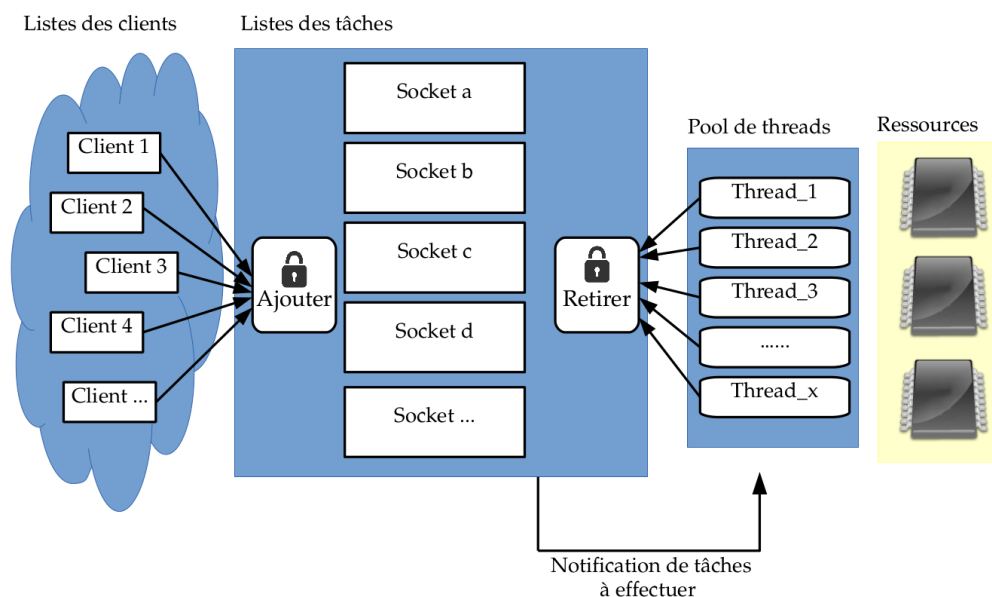 Listes des clients
Client 1
Client 2
Client 3
Client 4
Client ...
Listes des tâches
Ajouter
Socket a
Socket b
Socket c
Socket d
Socket ...
Retirer
Pool de threads
Thread_1
Thread_2
Thread_3
......
Thread_x
Ressources
Notification de tâches
à effectuer